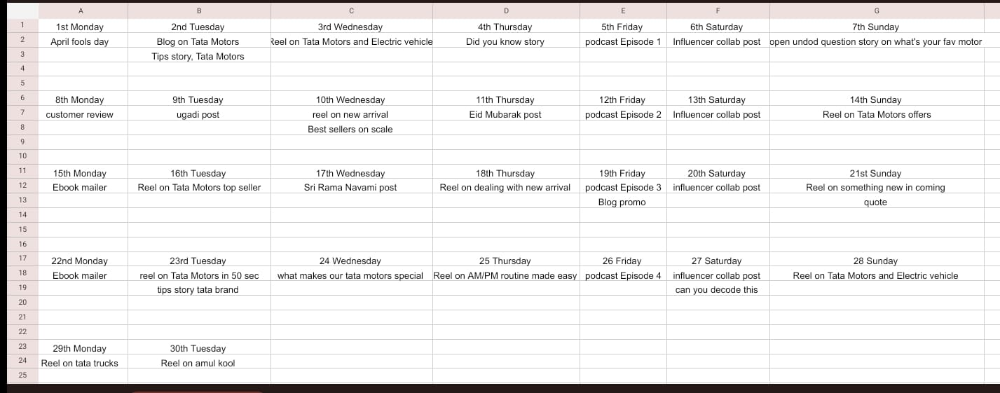 A B C D E F G
1 1st Monday 2nd Tuesday 3rd Wednesday 4th Thursday 5th Friday 6th Saturday 7th Sunday
2 April fools day Blog on Tata Motors Reel on Tata Motors and Electric vehicle Did you know story podcast Episode 1 Influencer collab post open undod question story on what's your fav motor
3 Tips story, Tata Motors
4
5
6 8th Monday 9th Tuesday 10th Wednesday 11th Thursday 12th Friday 13th Saturday 14th Sunday
7 customer review ugadi post reel on new arrival Eid Mubarak post podcast Episode 2 Influencer collab post Reel on Tata Motors offers
8 Best sellers on scale
9
10
11 15th Monday 16th Tuesday 17th Wednesday 18th Thursday 19th Friday 20th Saturday 21st Sunday
12 Ebook mailer Reel on Tata Motors top seller Sri Rama Navami post Reel on dealing with new arrival podcast Episode 3 influencer collab post Reel on something new in coming
13 Blog promo quote
14
15
16
17 22nd Monday 23rd Tuesday 24 Wednesday 25 Thursday 26 Friday 27 Saturday 28 Sunday
18 Ebook mailer reel on Tata Motors in 50 sec what makes our tata motors special Reel on AM/PM routine made easy podcast Episode 4 influencer collab post Reel on Tata Motors and Electric vehicle
19 tips story tata brand can you decode this
20
21
22
23 29th Monday 30th Tuesday
24 Reel on tata trucks Reel on amul kool
25